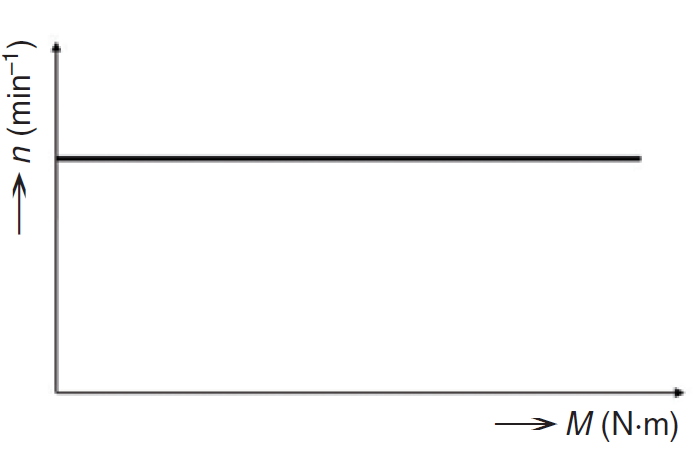 ⟶ n (min⁻¹)
⟶ M (N·m)